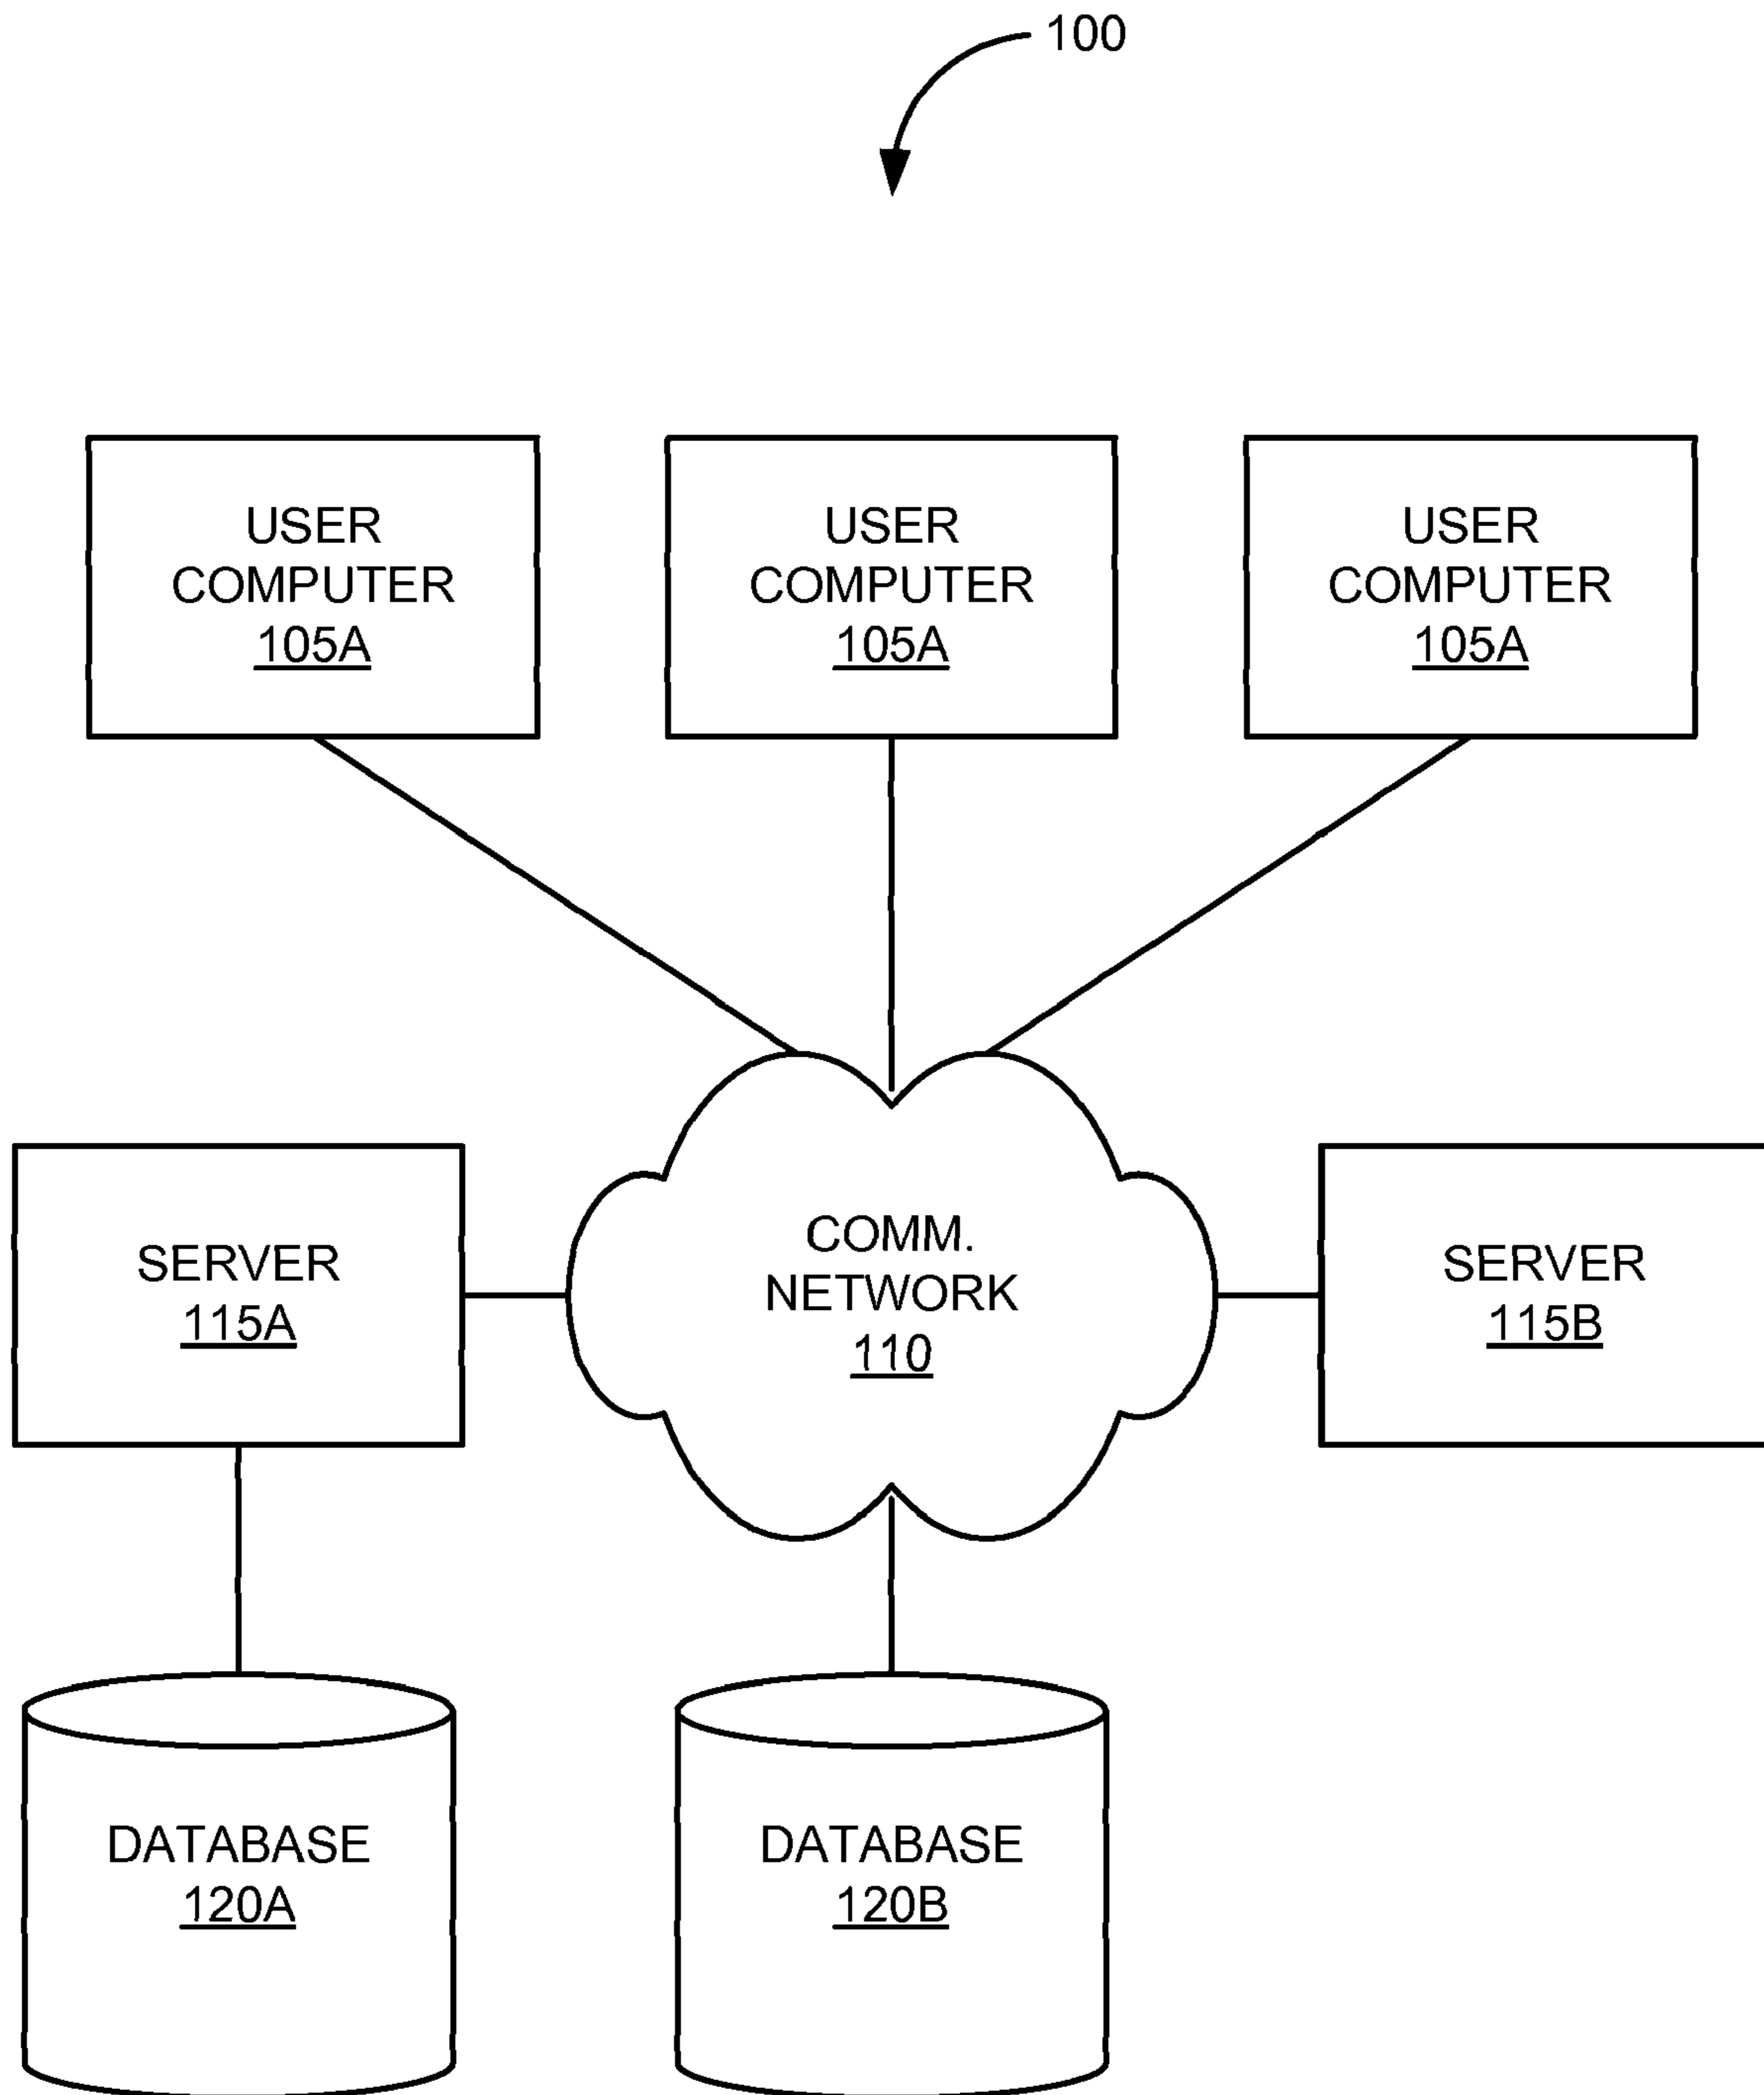 100
USER
COMPUTER
105A
USER
COMPUTER
105A
USER
COMPUTER
105A
SERVER
115A
COMM.
NETWORK
110
SERVER
115B
DATABASE
120A
DATABASE
120B